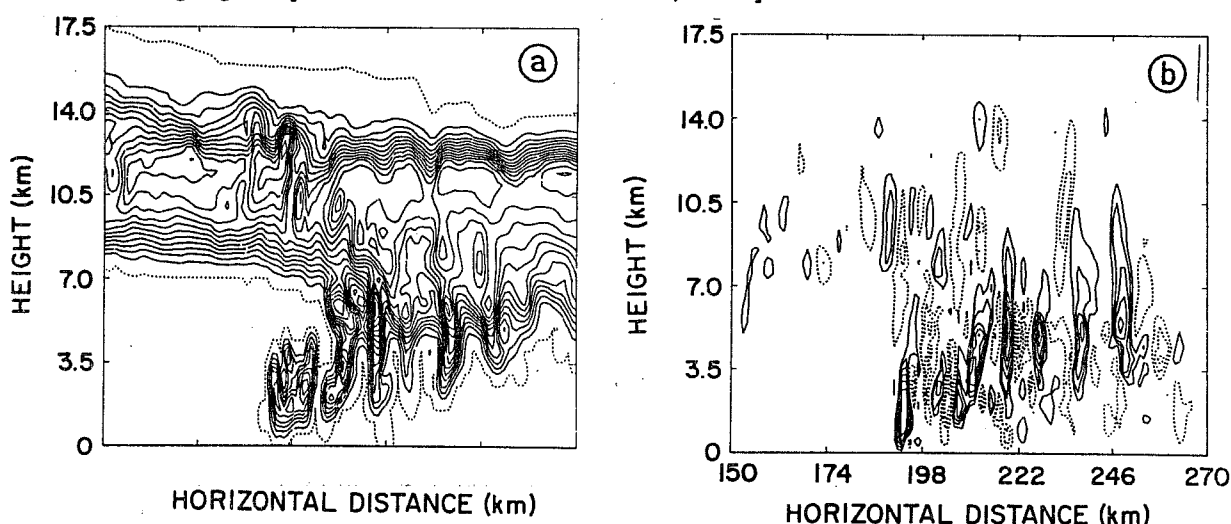 17.5
14.0
10.5
7.0
3.5
0
HEIGHT (km)
a
HORIZONTAL DISTANCE (km)
17.5
14.0
10.5
7.0
3.5
0
HEIGHT (km)
b
150 174 198 222 246 270
HORIZONTAL DISTANCE (km)